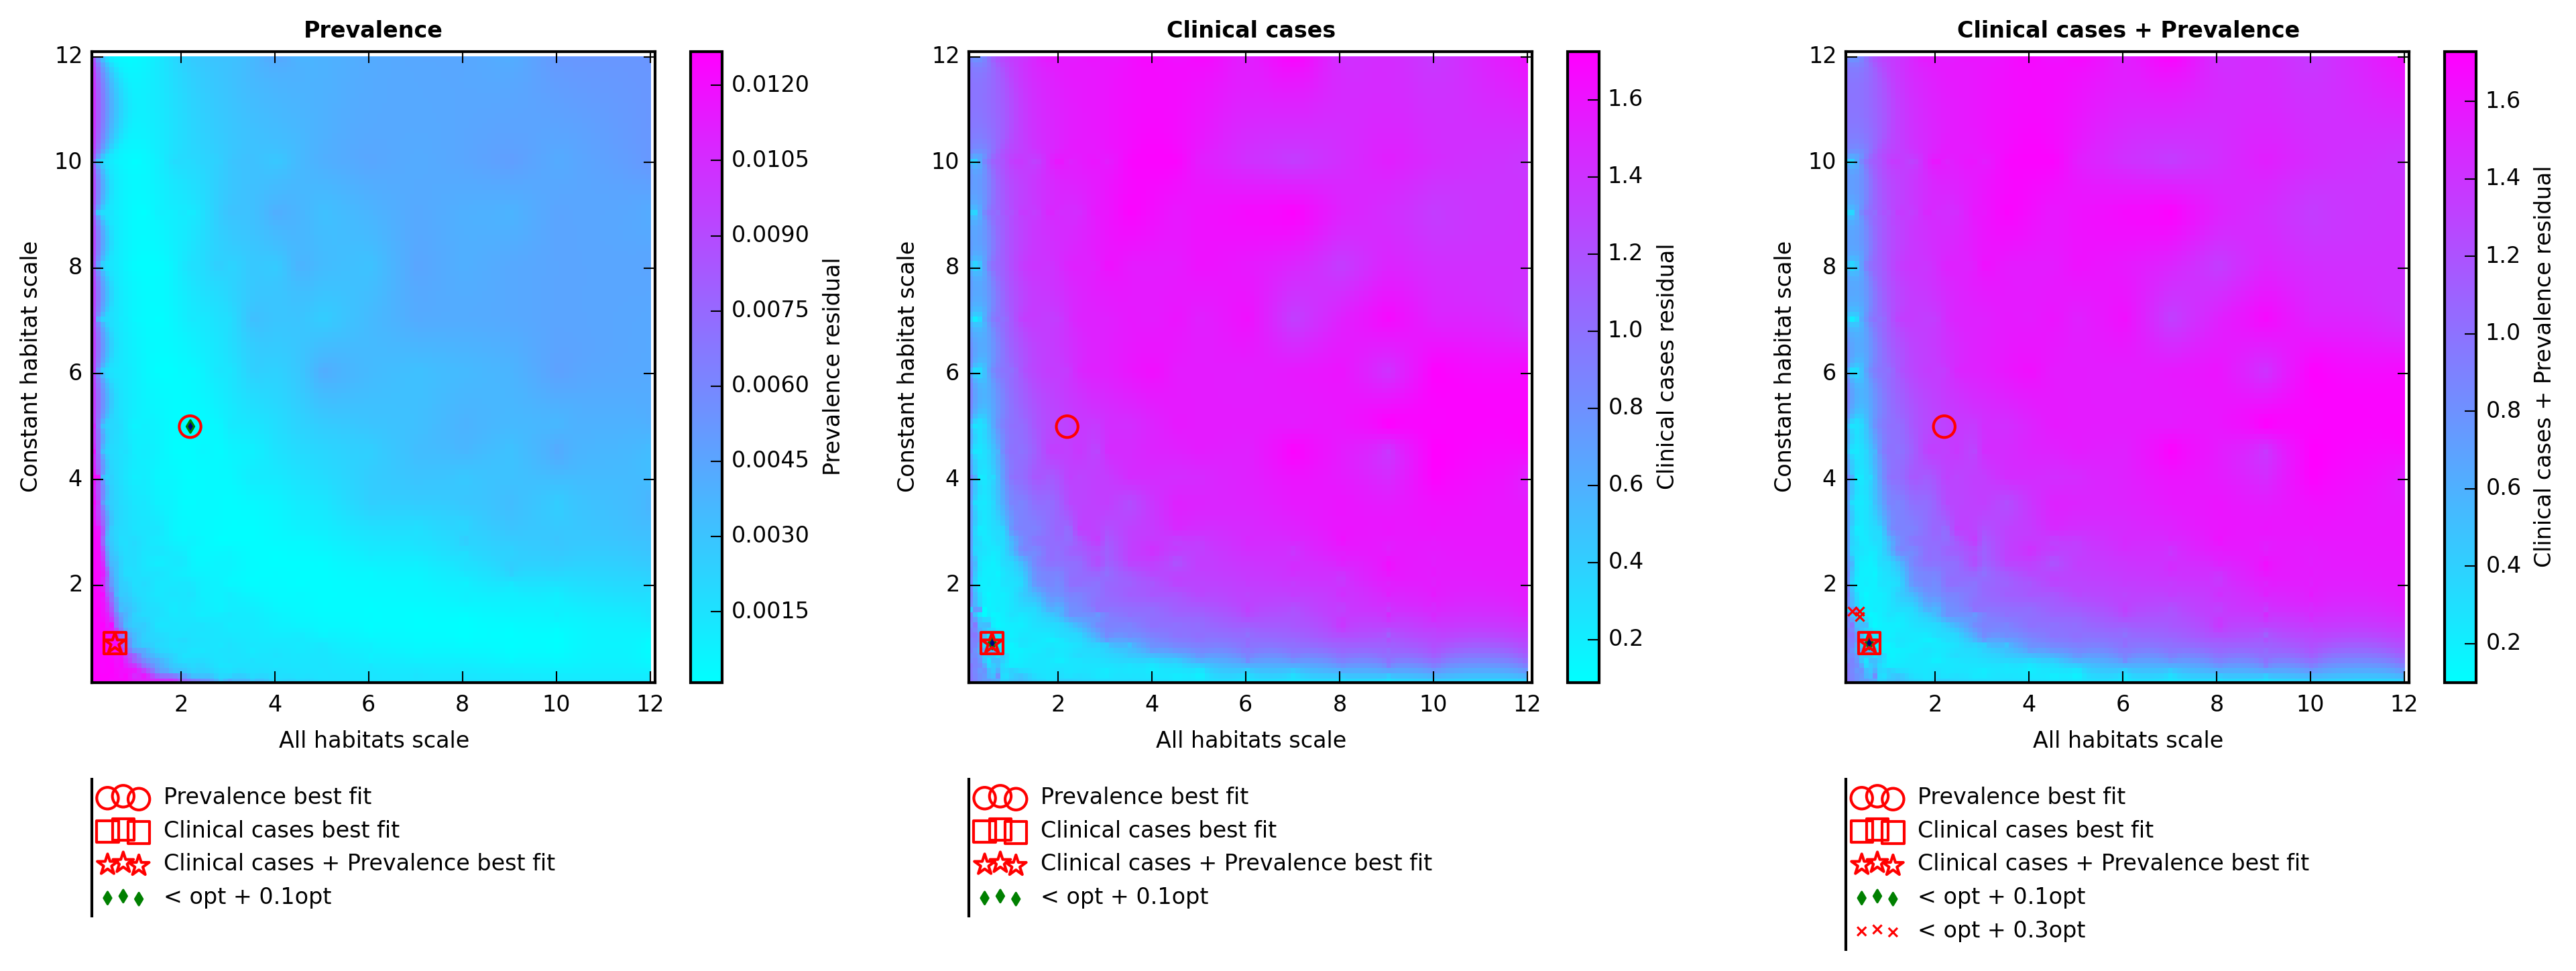 Prevalence
12
10
8
6
4
2
Constant habitat scale
2 4 6 8 10 12
All habitats scale
0.0120
0.0105
0.0090
0.0075
0.0060
0.0045
0.0030
0.0015
Prevalence residual
Prevalence best fit
Clinical cases best fit
Clinical cases + Prevalence best fit
< opt + 0.1opt
Clinical cases
12
10
8
6
4
2
Constant habitat scale
2 4 6 8 10 12
All habitats scale
1.6
1.4
1.2
1.0
0.8
0.6
0.4
0.2
Clinical cases residual
Prevalence best fit
Clinical cases best fit
Clinical cases + Prevalence best fit
< opt + 0.1opt
Clinical cases + Prevalence
12
10
8
6
4
2
Constant habitat scale
2 4 6 8 10 12
All habitats scale
1.6
1.4
1.2
1.0
0.8
0.6
0.4
0.2
Clinical cases + Prevalence residual
Prevalence best fit
Clinical cases best fit
Clinical cases + Prevalence best fit
< opt + 0.1opt
< opt + 0.3opt